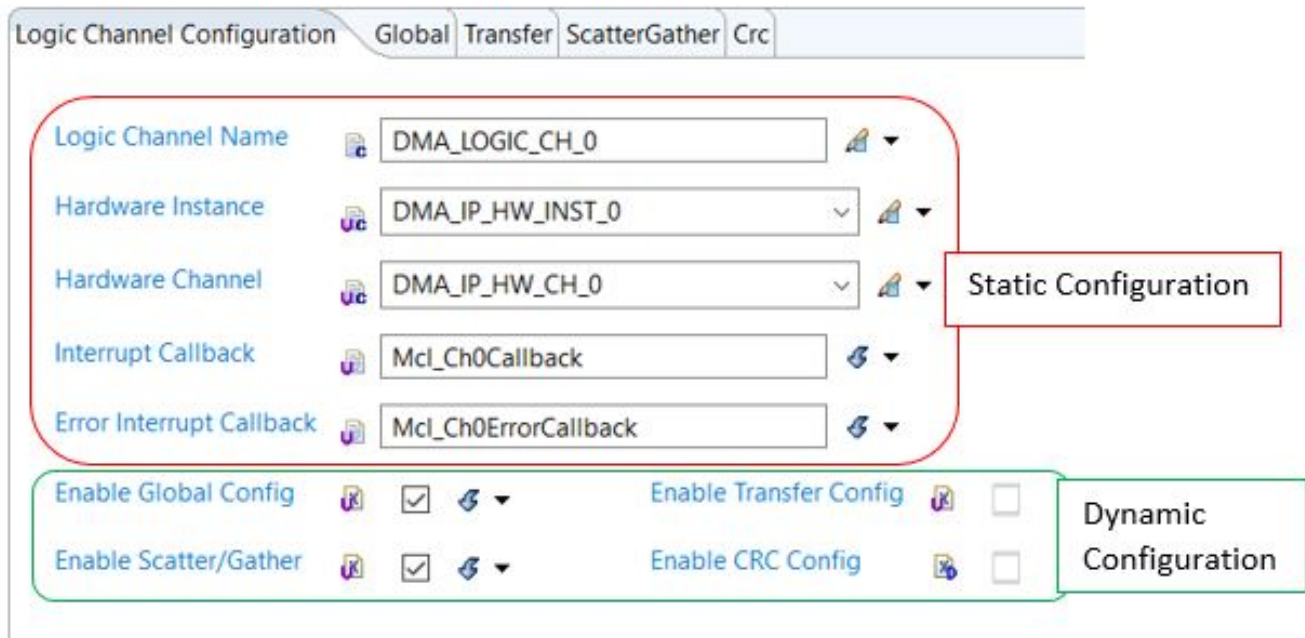 Logic Channel Configuration Global Transfer ScatterGather Crc
Logic Channel Name DMA_LOGIC_CH_0
Hardware Instance DMA_IP_HW_INST_0
Hardware Channel DMA_IP_HW_CH_0
Static Configuration
Interrupt Callback Mcl_Ch0Callback
Error Interrupt Callback Mcl_Ch0ErrorCallback
Enable Global Config Enable Transfer Config
Enable Scatter/Gather Enable CRC Config
Dynamic
Configuration